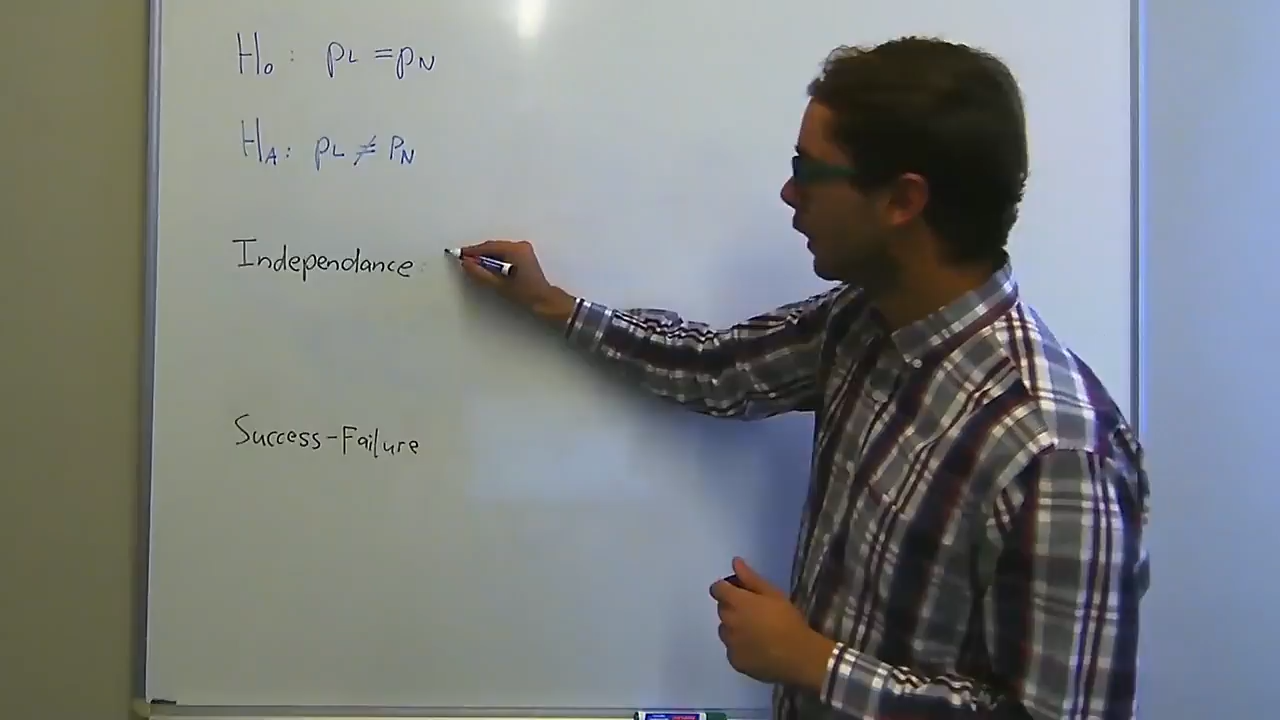 H₀: pL = pN
HA: pL ≠ pN
Independance:
Success-Failure